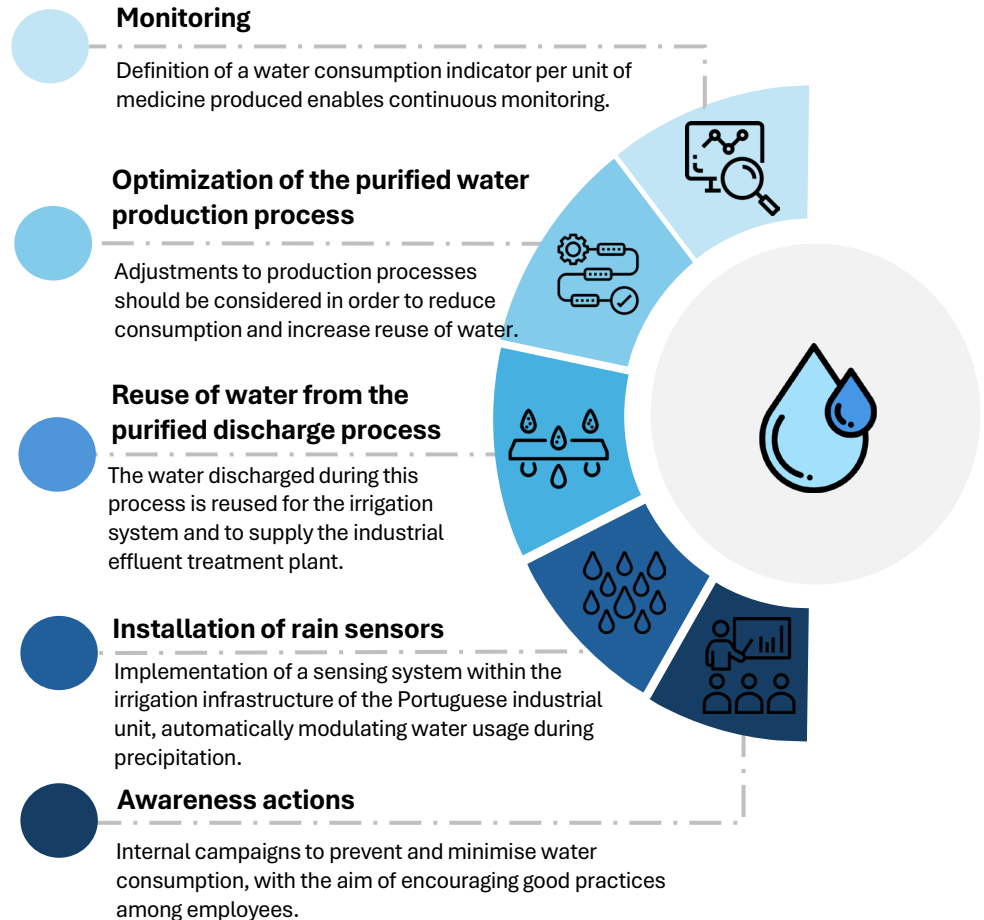 Monitoring
Definition of a water consumption indicator per unit of
medicine produced enables continuous monitoring.
Optimization of the purified water
production process
Adjustments to production processes
should be considered in order to reduce
consumption and increase reuse of water.
Reuse of water from the
purified discharge process
The water discharged during this
process is reused for the irrigation
system and to supply the industrial
effluent treatment plant.
Installation of rain sensors
Implementation of a sensing system within the
irrigation infrastructure of the Portuguese industrial
unit, automatically modulating water usage during
precipitation.
Awareness actions
Internal campaigns to prevent and minimise water
consumption, with the aim of encouraging good practices
among employees.